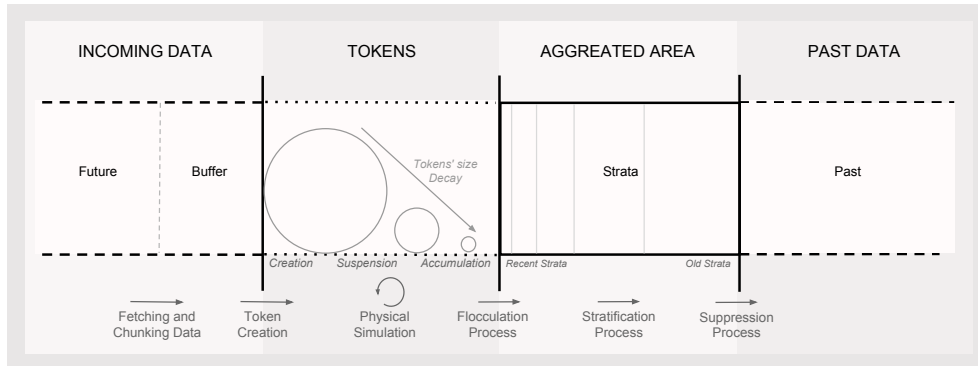 INCOMING DATA
TOKENS
AGGREATED AREA
PAST DATA
Future
Buffer
Tokens' size
Decay
Strata
Past
Creation
Suspension
Accumulation
Recent Strata
Old Strata
Fetching and
Chunking Data
Token
Creation
Physical
Simulation
Flocculation
Process
Stratification
Process
Suppression
Process